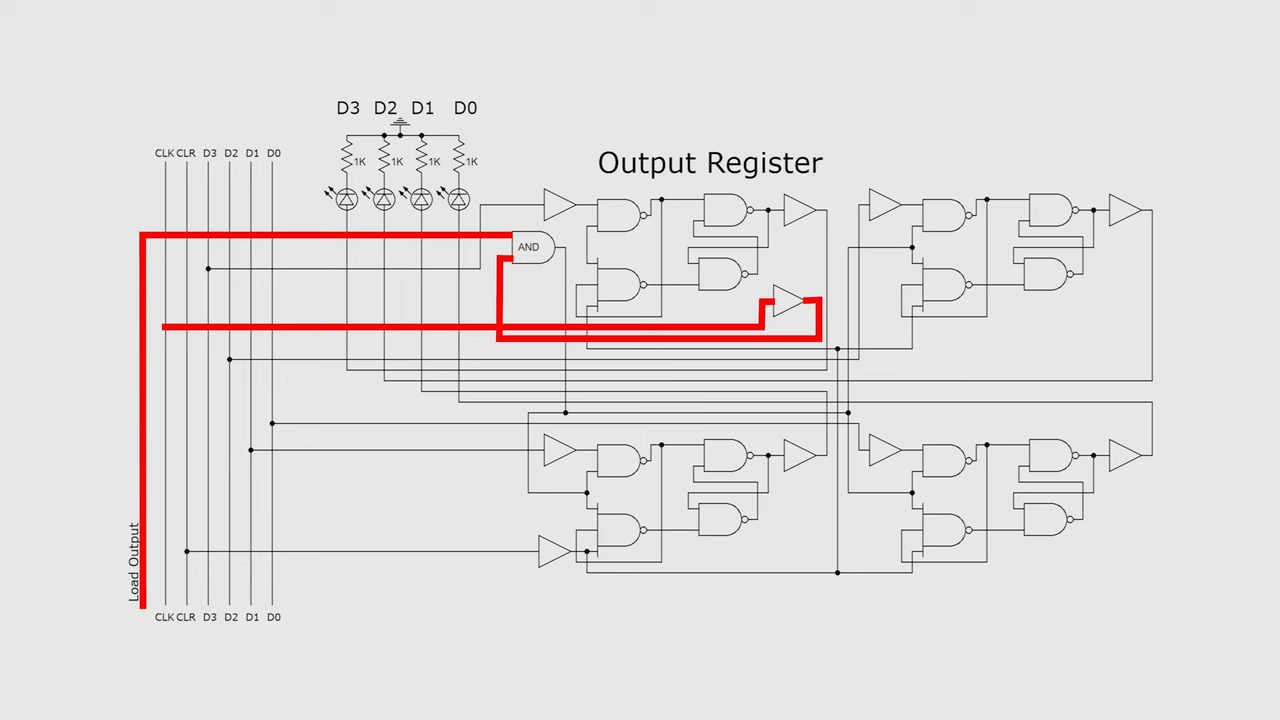 D3 D2 D1 D0
CLK CLR D3 D2 D1 D0
1K 1K 1K 1K
Output Register
AND
Load Output
CLK CLR D3 D2 D1 D0